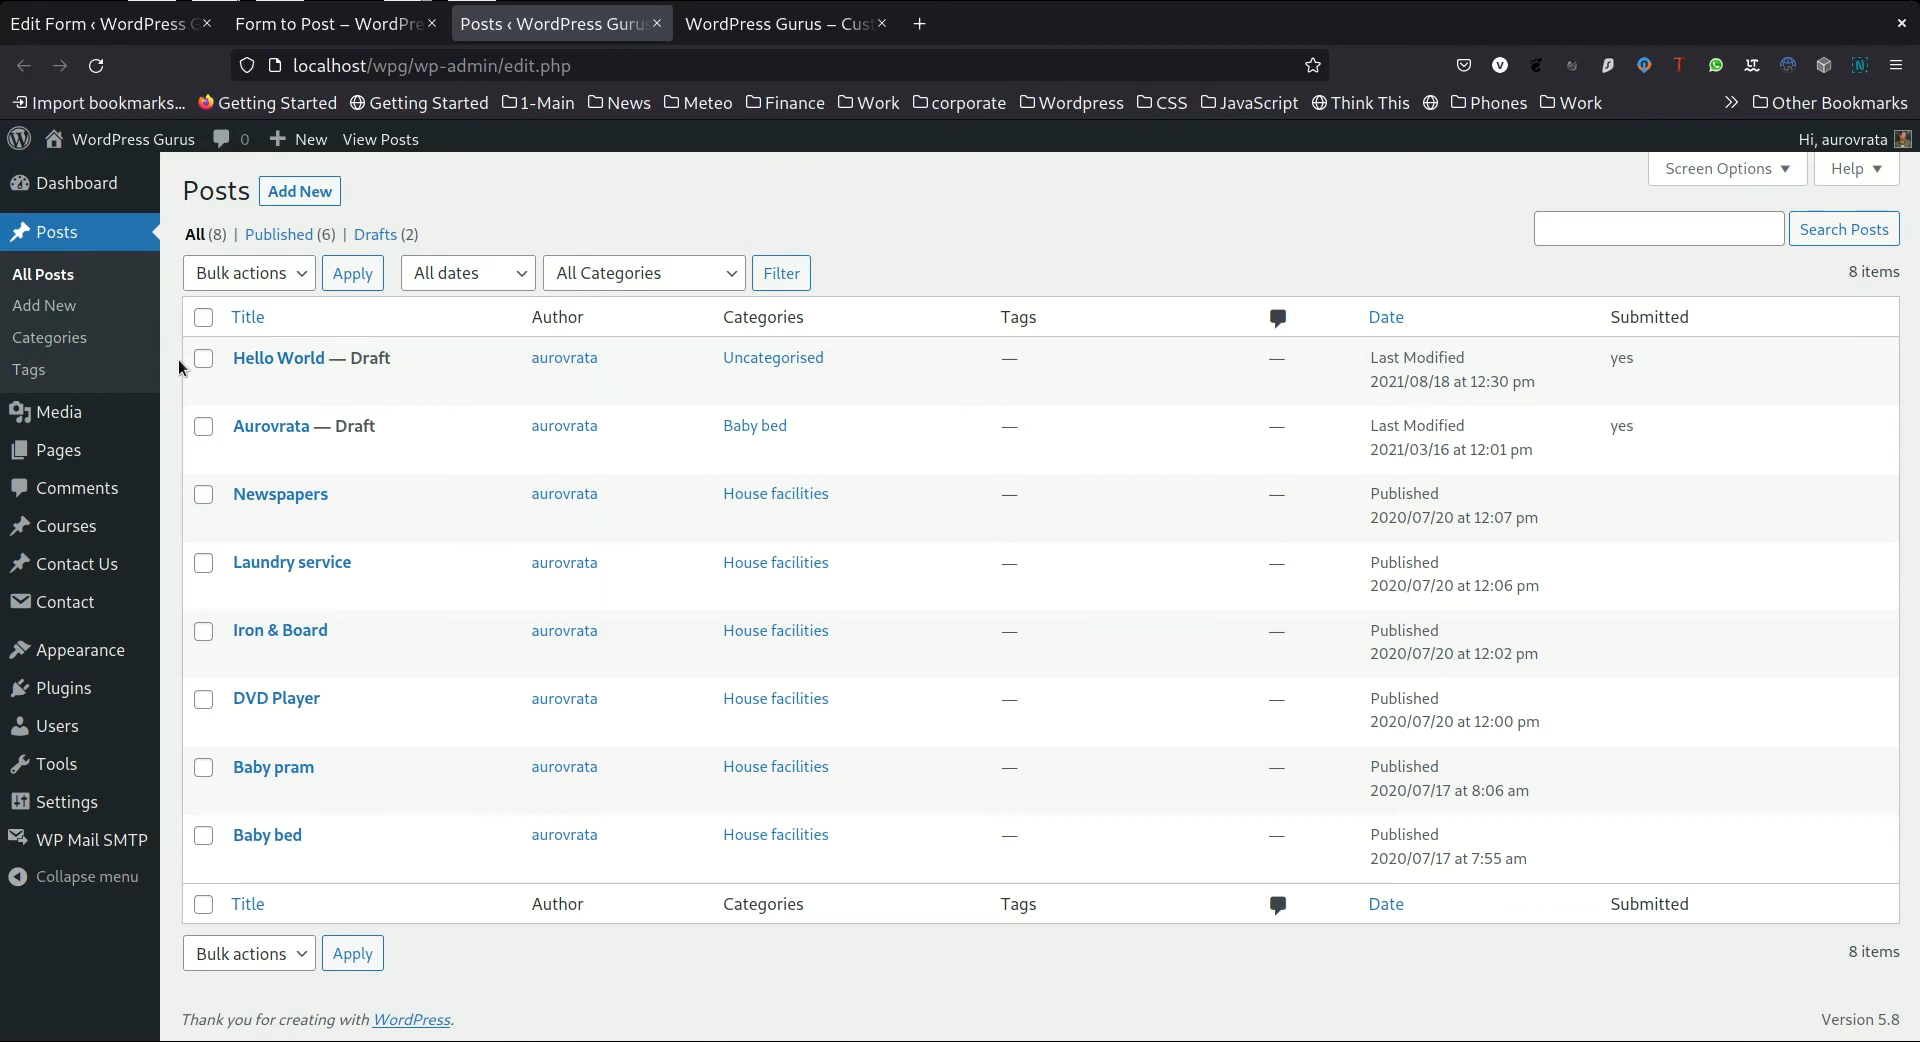 Edit Form ‹ WordPress G
Form to Post – WordPre
Posts ‹ WordPress Gurus
WordPress Gurus – Cust
localhost/wpg/wp-admin/edit.php
Import bookmarks... Getting Started Getting Started 1-Main News Meteo Finance Work corporate Wordpress CSS JavaScript Think This Phones Work Other Bookmarks
WordPress Gurus 0 New View Posts Hi, aurovrata
Dashboard
Posts
All Posts
Add New
Categories
Tags
Media
Pages
Comments
Courses
Contact Us
Contact
Appearance
Plugins
Users
Tools
Settings
WP Mail SMTP
Collapse menu
Screen Options Help
Posts Add New
All (8) | Published (6) | Drafts (2)
Search Posts
Bulk actions Apply All dates All Categories Filter 8 items
Title Author Categories Tags Date Submitted
Hello World — Draft aurovrata Uncategorised — — Last Modified yes
2021/08/18 at 12:30 pm
Aurovrata — Draft aurovrata Baby bed — — Last Modified yes
2021/03/16 at 12:01 pm
Newspapers aurovrata House facilities — — Published
2020/07/20 at 12:07 pm
Laundry service aurovrata House facilities — — Published
2020/07/20 at 12:06 pm
Iron & Board aurovrata House facilities — — Published
2020/07/20 at 12:02 pm
DVD Player aurovrata House facilities — — Published
2020/07/20 at 12:00 pm
Baby pram aurovrata House facilities — — Published
2020/07/17 at 8:06 am
Baby bed aurovrata House facilities — — Published
2020/07/17 at 7:55 am
Title Author Categories Tags Date Submitted
Bulk actions Apply 8 items
Thank you for creating with WordPress. Version 5.8